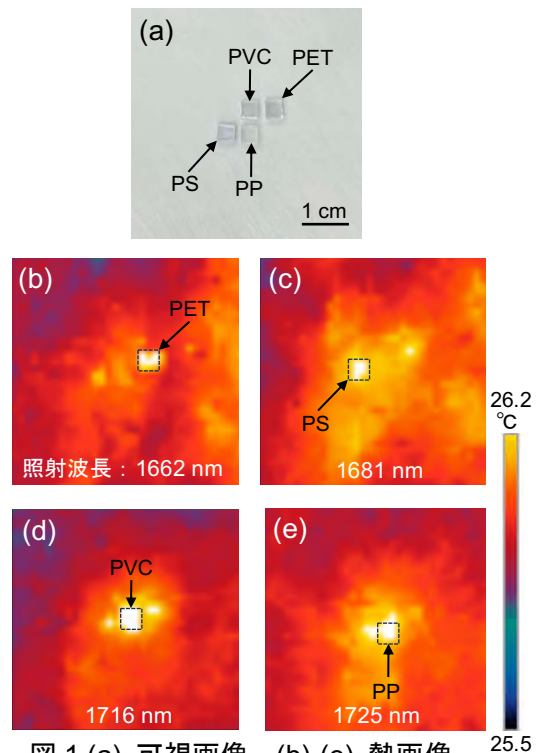 (a)
PVC
PET
PS
PP
1 cm
(b)
PET
照射波長：1662 nm
(c)
PS
1681 nm
26.2
℃
(d)
PVC
1716 nm
(e)
PP
1725 nm
25.5
図 1 (a) 可視画像、(b)-(e) 熱画像